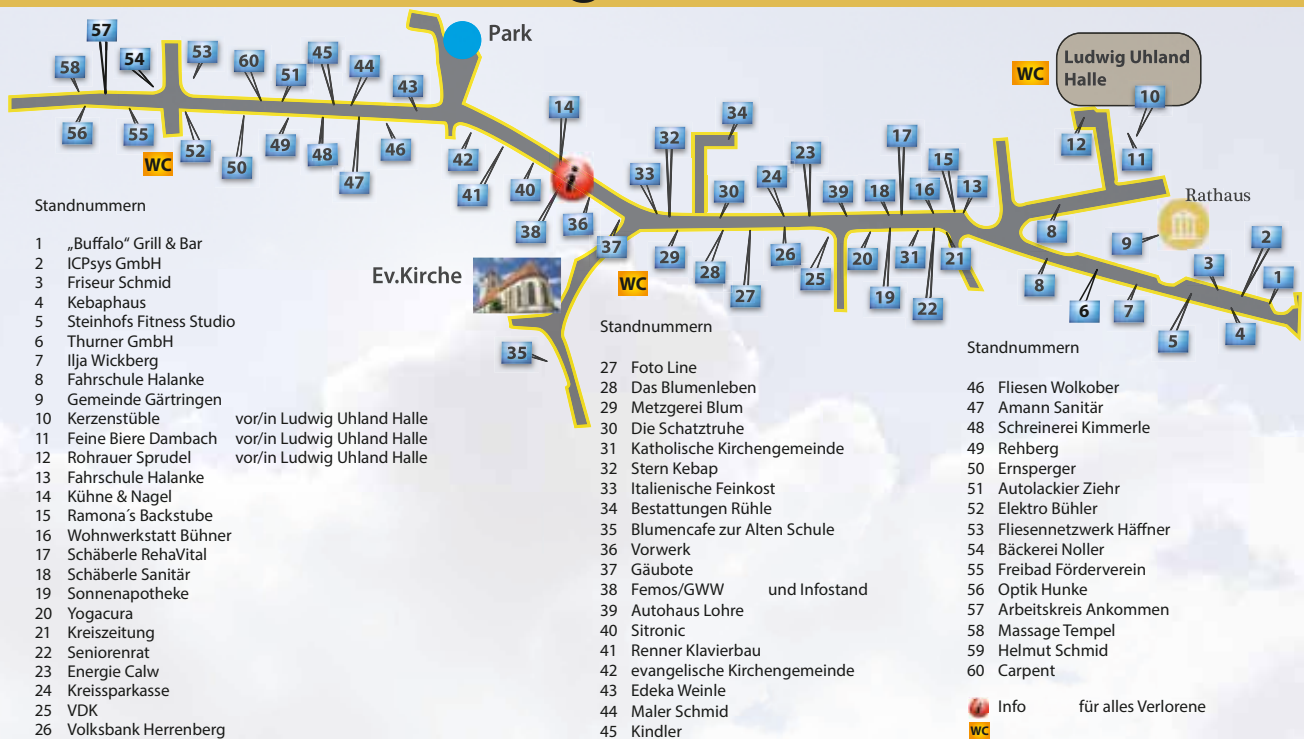 Park
57
54
53
45
60
51
44
58
43
14
56
55
52
WC
50
49
48
47
46
42
41
40
38
36
37
32
33
34
30
24
23
39
18
17
16
15
13
29
28
27
26
25
20
19
31
22
21
WC
Ludwig Uhland
Halle
WC
10
12
11
Rathaus
8
9
8
6
7
5
3
2
1
4
Ev.Kirche
WC
35
Standnummern
1 „Buffalo“ Grill & Bar
2 ICPsys GmbH
3 Friseur Schmid
4 Kebaphaus
5 Steinhofs Fitness Studio
6 Thurner GmbH
7 Ilja Wickberg
8 Fahrschule Halanke
9 Gemeinde Gärtringen
10 Kerzenstüble vor/in Ludwig Uhland Halle
11 Feine Biere Dambach vor/in Ludwig Uhland Halle
12 Rohrauer Sprudel vor/in Ludwig Uhland Halle
13 Fahrschule Halanke
14 Kühne & Nagel
15 Ramona´s Backstube
16 Wohnwerkstatt Bühner
17 Schäberle RehaVital
18 Schäberle Sanitär
19 Sonnenapotheke
20 Yogacura
21 Kreiszeitung
22 Seniorenrat
23 Energie Calw
24 Kreissparkasse
25 VDK
26 Volksbank Herrenberg
Standnummern
27 Foto Line
28 Das Blumenleben
29 Metzgerei Blum
30 Die Schatztruhe
31 Katholische Kirchengemeinde
32 Stern Kebap
33 Italienische Feinkost
34 Bestattungen Rühle
35 Blumencafe zur Alten Schule
36 Vorwerk
37 Gäubote
38 Femos/GWW und Infostand
39 Autohaus Lohre
40 Sitronic
41 Renner Klavierbau
42 evangelische Kirchengemeinde
43 Edeka Weinle
44 Maler Schmid
45 Kindler
Standnummern
46 Fliesen Wolkober
47 Amann Sanitär
48 Schreinerei Kimmerle
49 Rehberg
50 Ernsperger
51 Autolackier Ziehr
52 Elektro Bühler
53 Fliesennetzwerk Häffner
54 Bäckerei Noller
55 Freibad Förderverein
56 Optik Hunke
57 Arbeitskreis Ankommen
58 Massage Tempel
59 Helmut Schmid
60 Carpent
i Info für alles Verlorene
WC